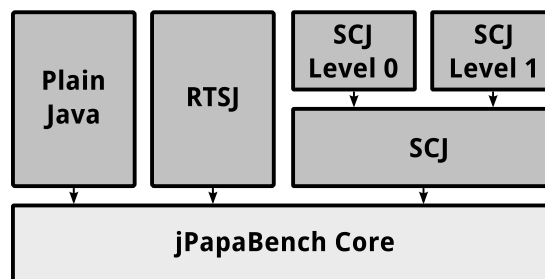 Plain
Java
RTSJ
SCJ
Level 0
SCJ
Level 1
SCJ
jPapaBench Core